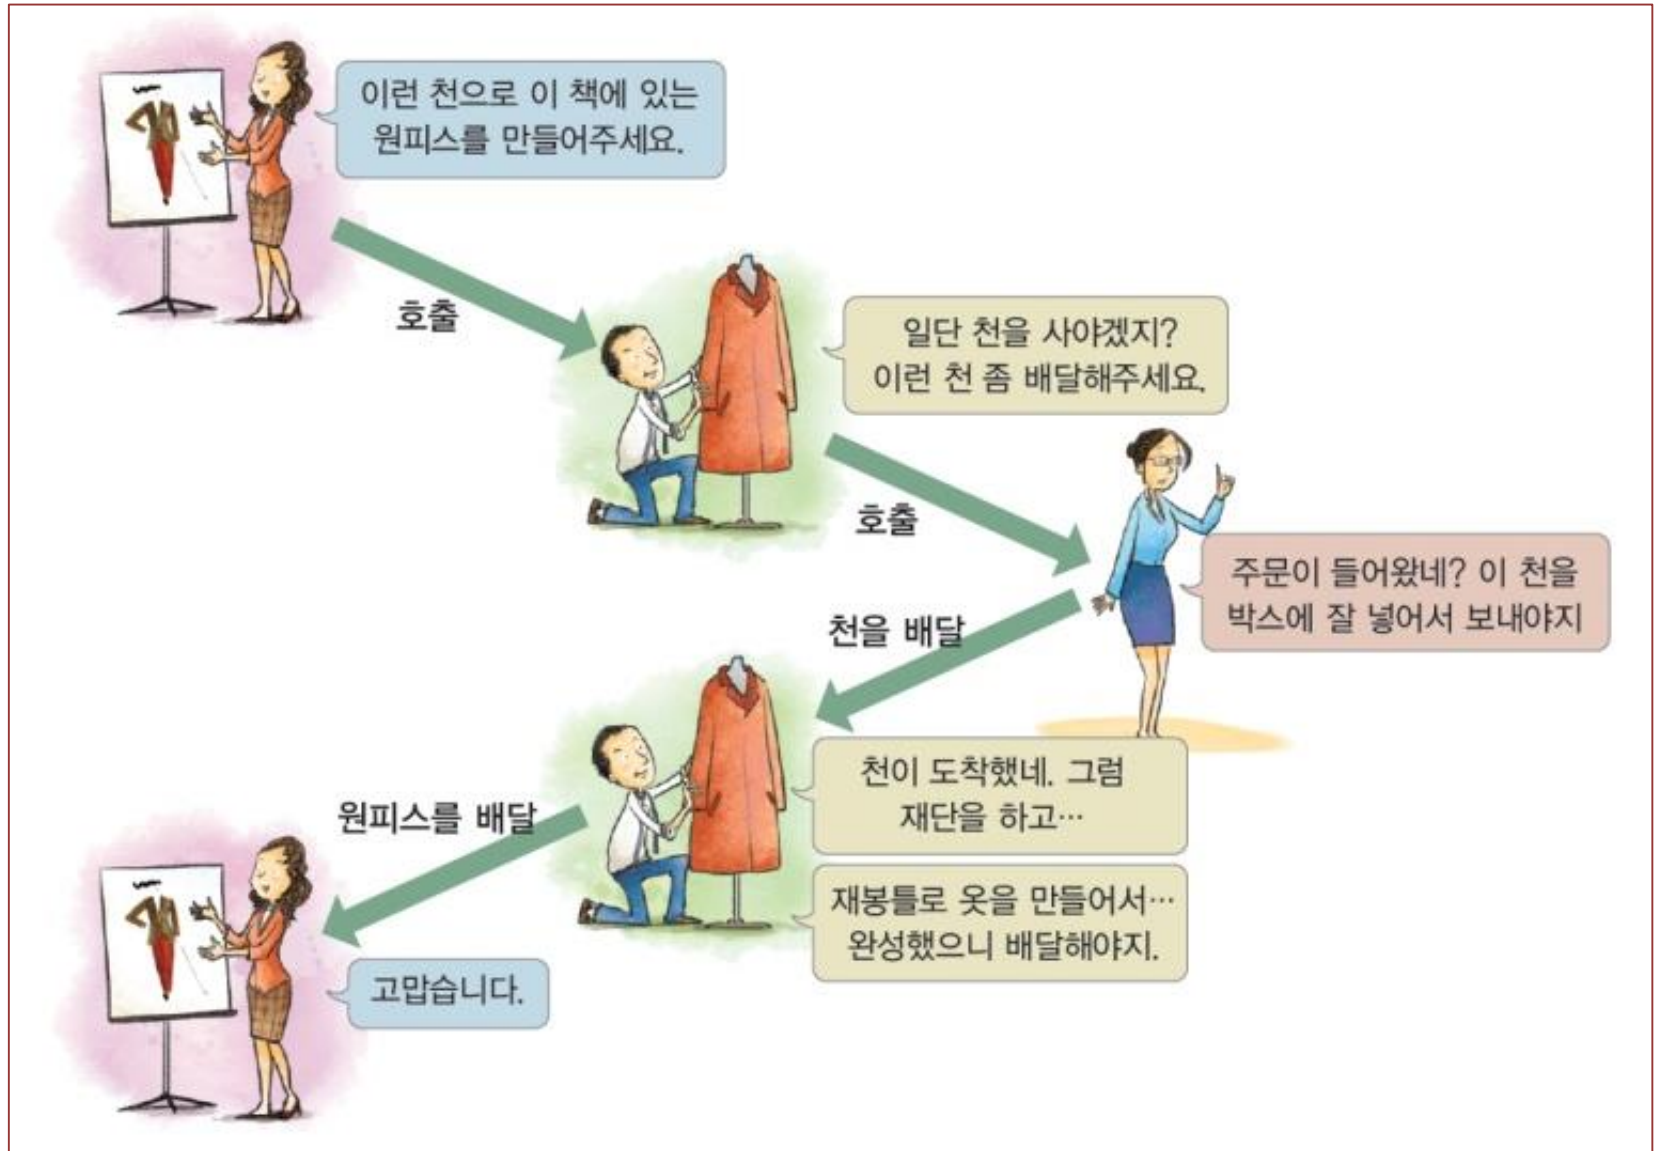 이런 천으로 이 책에 있는
원피스를 만들어주세요.
호출
일단 천을 사야겠지?
이런 천 좀 배달해주세요.
호출
주문이 들어왔네? 이 천을
박스에 잘 넣어서 보내야지
천을 배달
천이 도착했네. 그럼
재단을 하고…
원피스를 배달
재봉틀로 옷을 만들어서…
완성했으니 배달해야지.
고맙습니다.